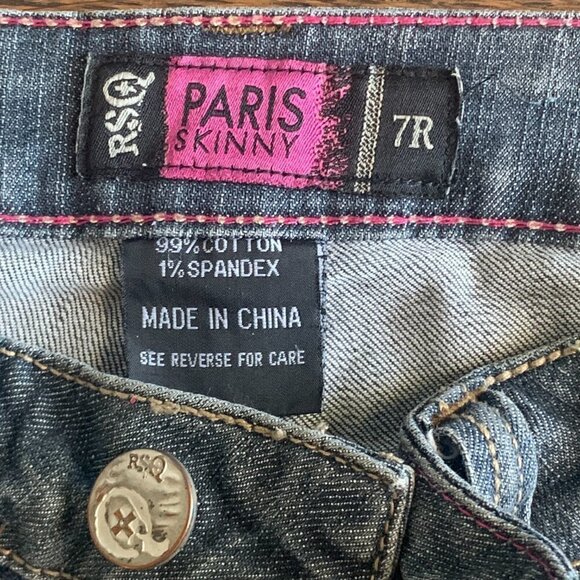 RSQ
PARIS
SKINNY
7R
99% COTTON
1% SPANDEX
MADE IN CHINA
SEE REVERSE FOR CARE
RSQ